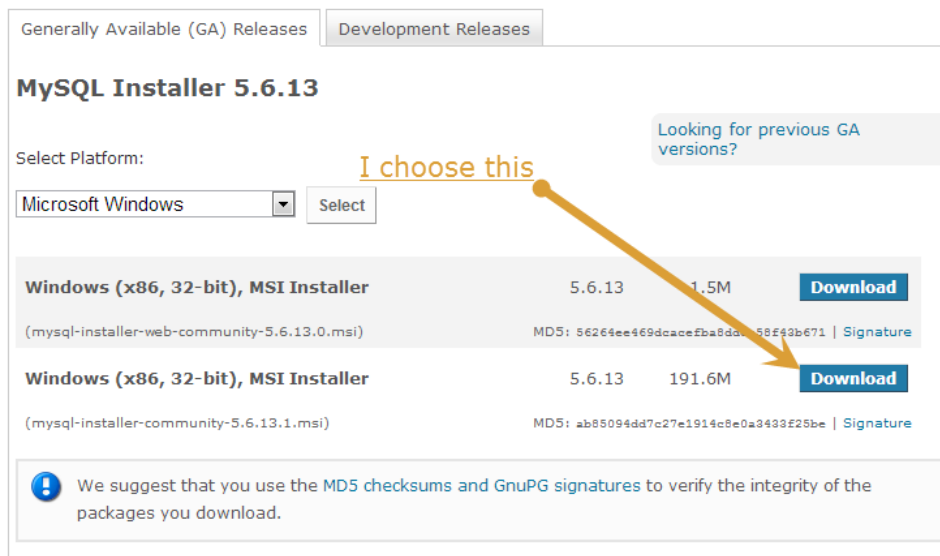 Generally Available (GA) Releases
Development Releases
MySQL Installer 5.6.13
Looking for previous GA
versions?
Select Platform:
I choose this
Microsoft Windows
Select
Windows (x86, 32-bit), MSI Installer 5.6.13 1.5M Download
(mysql-installer-web-community-5.6.13.0.msi) MD5: | Signature
Windows (x86, 32-bit), MSI Installer 5.6.13 191.6M Download
(mysql-installer-community-5.6.13.1.msi) MD5: ab85094dd7c27e1914c8e0a3433f25be | Signature
We suggest that you use the MD5 checksums and GnuPG signatures to verify the integrity of the
packages you download.